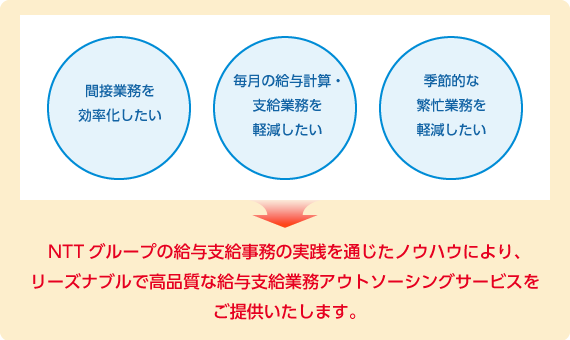 間接業務を
効率化したい
毎月の給与計算・
支給業務を
軽減したい
季節的な
繁忙業務を
軽減したい
NTTグループの給与支給事務の実践を通じたノウハウにより、
リーズナブルで高品質な給与支給業務アウトソーシングサービスを
ご提供いたします。